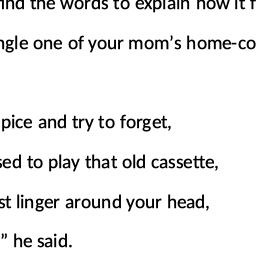 find the words to explain how it f
ngle one of your mom’s home-co
pice and try to forget,
sed to play that old cassette,
st linger around your head,
” he said.